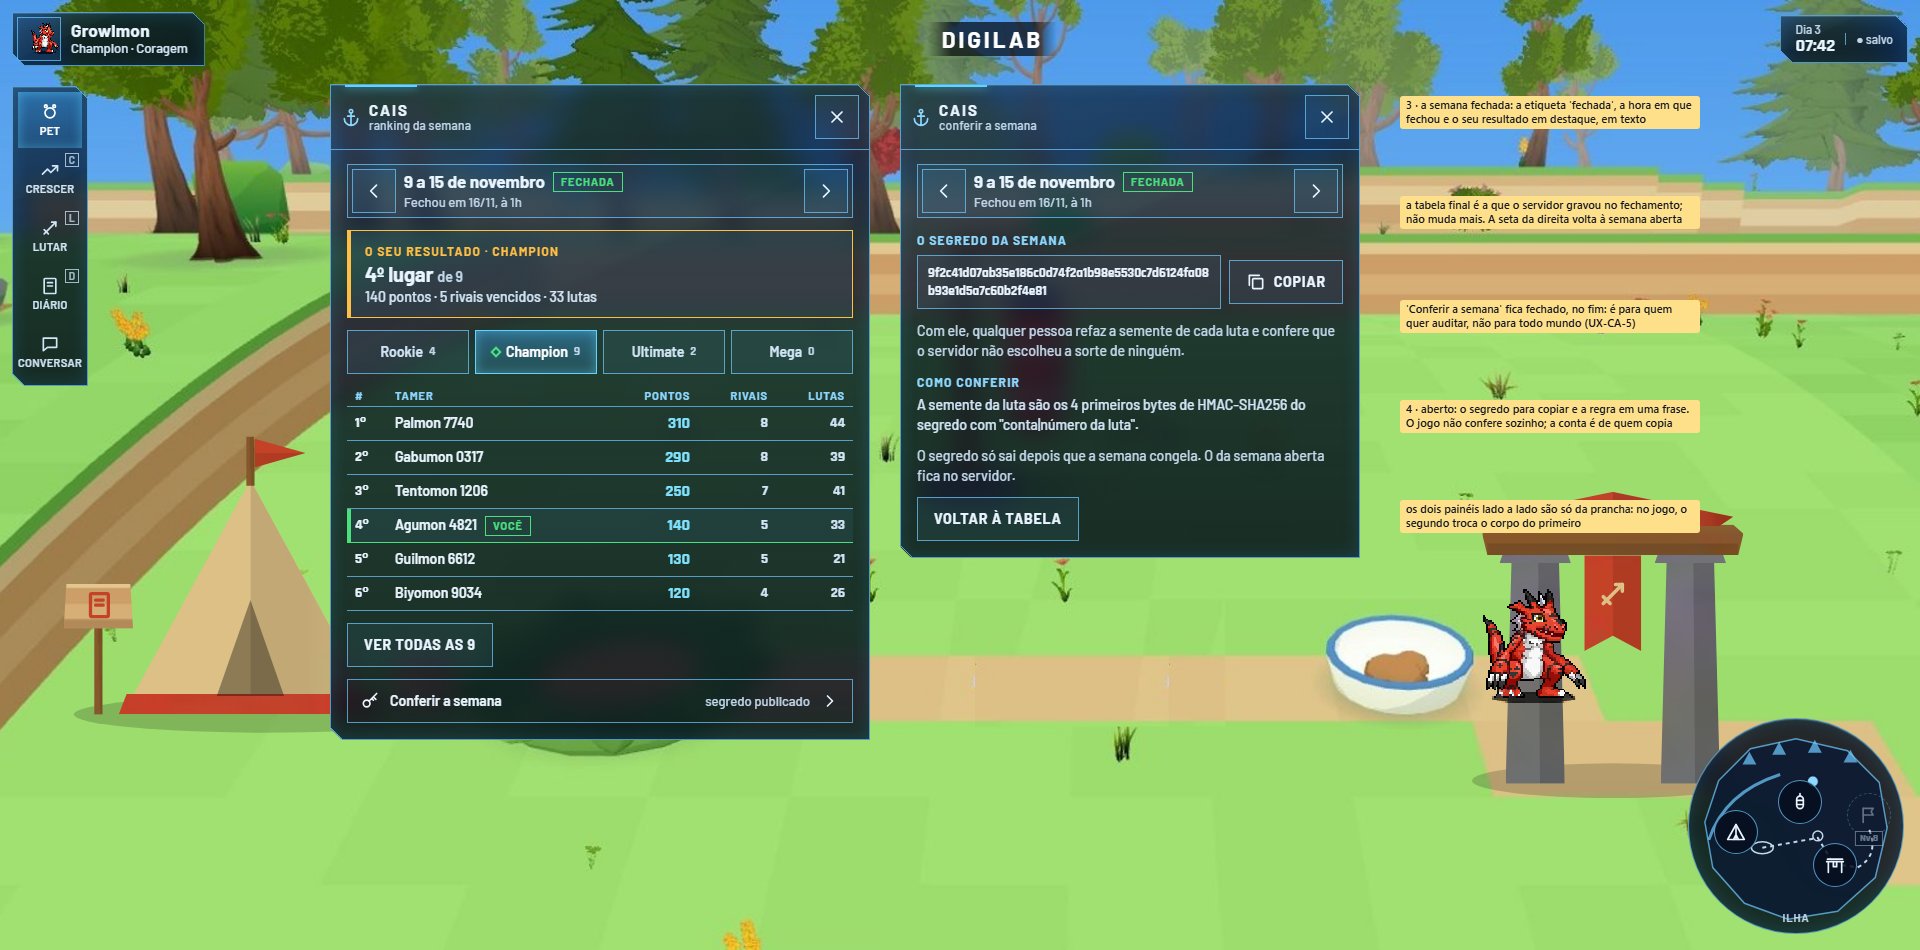 Growlmon
Champion · Coragem
DIGILAB
Dia 3
07:42
salvo
PET
C
CRESCER
L
LUTAR
D
DIÁRIO
CONVERSAR
CAIS
ranking da semana
9 a 15 de novembro
FECHADA
Fechou em 16/11, à 1h
O SEU RESULTADO · CHAMPION
4º lugar de 9
140 pontos · 5 rivais vencidos · 33 lutas
Rookie 4
Champion 9
Ultimate 2
Mega 0
# TAMER PONTOS RIVAIS LUTAS
1º Palmon 7740 310 8 44
2º Gabumon 0317 290 8 39
3º Tentomon 1206 250 7 41
4º Agumon 4821 VOCÊ 140 5 33
5º Guilmon 6612 130 5 21
6º Biyomon 9034 120 4 26
VER TODAS AS 9
Conferir a semana segredo publicado
CAIS
conferir a semana
9 a 15 de novembro
FECHADA
Fechou em 16/11, à 1h
O SEGREDO DA SEMANA
9f2c41d07ab35e186c0d74f2a1b98e5530c7d6124fa08
b93e1d5a7c60b2f4e81
COPIAR
Com ele, qualquer pessoa refaz a semente de cada luta e confere que
o servidor não escolheu a sorte de ninguém.
COMO CONFERIR
A semente da luta são os 4 primeiros bytes de HMAC-SHA256 do
segredo com "conta|número da luta".
O segredo só sai depois que a semana congela. O da semana aberta
fica no servidor.
VOLTAR À TABELA
3 · a semana fechada: a etiqueta 'fechada', a hora em que
fechou e o seu resultado em destaque, em texto
a tabela final é a que o servidor gravou no fechamento;
não muda mais. A seta da direita volta à semana aberta
'Conferir a semana' fica fechado, no fim: é para quem
quer auditar, não para todo mundo (UX-CA-5)
4 · aberto: o segredo para copiar e a regra em uma frase.
O jogo não confere sozinho; a conta é de quem copia
os dois painéis lado a lado são só da prancha: no jogo, o
segundo troca o corpo do primeiro
ILHA